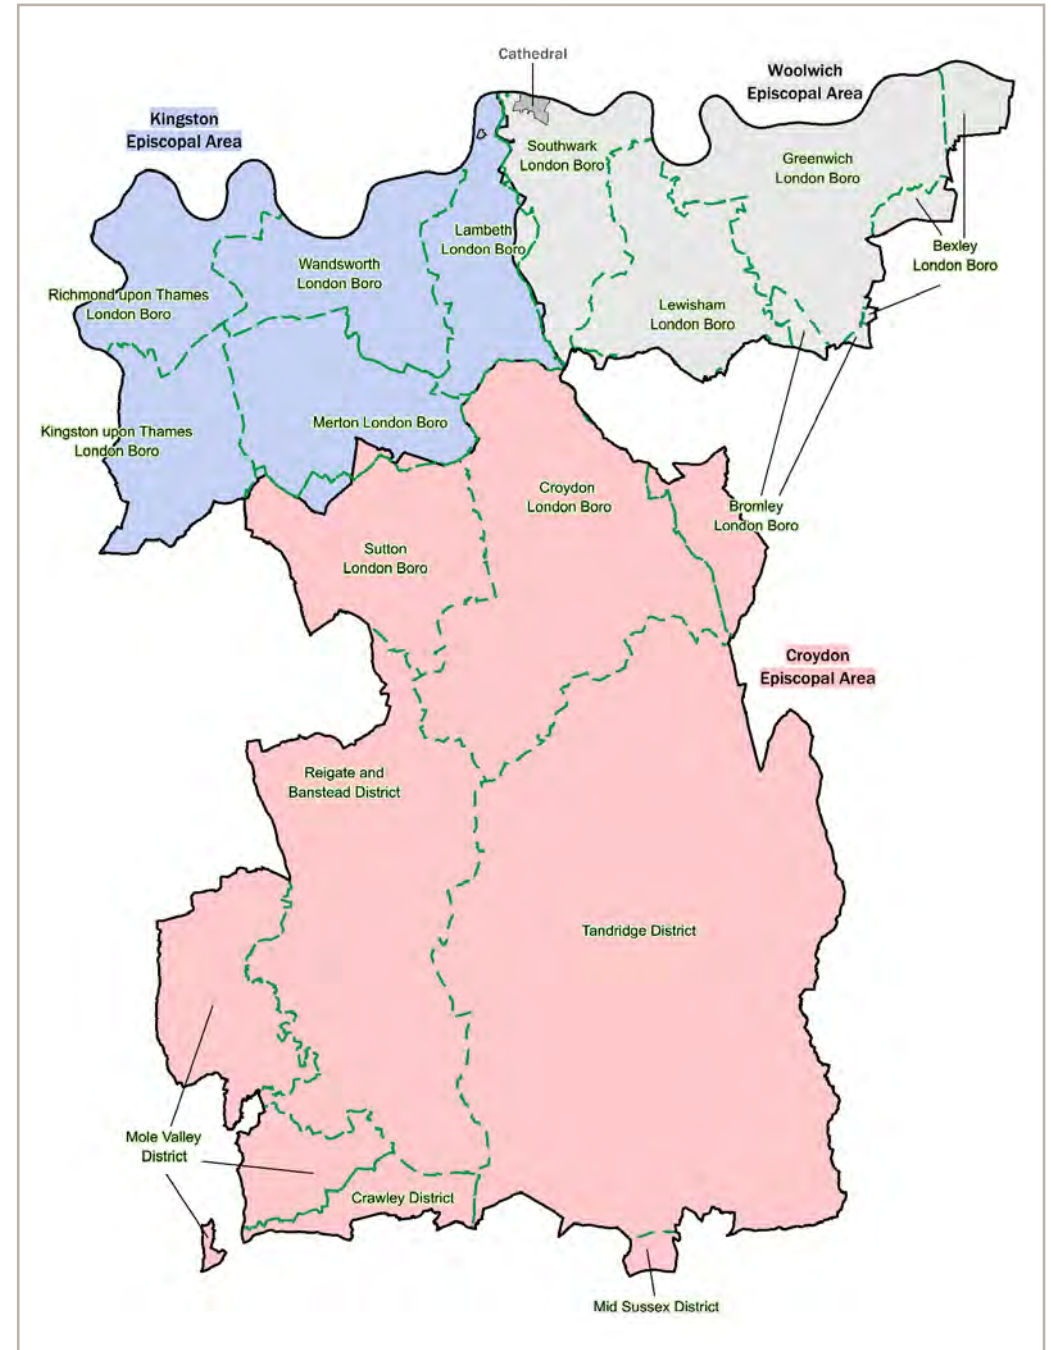 Cathedral
Woolwich
Episcopal Area
Kingston
Episcopal Area
Southwark
London Boro
Greenwich
London Boro
Lambeth
London Boro
Bexley
London Boro
Wandsworth
London Boro
Richmond upon Thames
London Boro
Lewisham
London Boro
Merton London Boro
Kingston upon Thames
London Boro
Croydon
London Boro
Bromley
London Boro
Sutton
London Boro
Croydon
Episcopal Area
Reigate and
Banstead District
Tandridge District
Mole Valley
District
Crawley District
Mid Sussex District